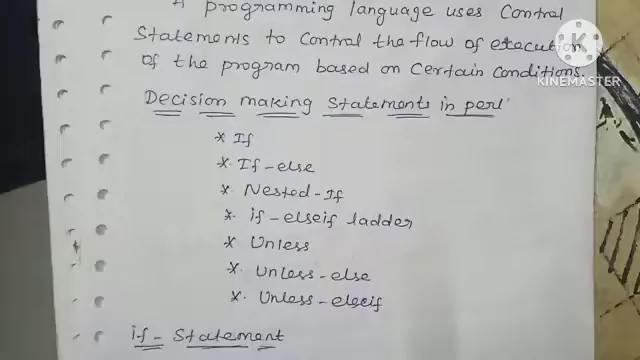 A programming language uses Control
Statements to Control the flow of execution
of the program based on Certain Conditions.
KINEMASTER
Decision making Statements in perl
* If
* If-else
* Nested-If
* if-elseif ladder
* Unless
* Unless-else
* Unless-elseif
if-Statement